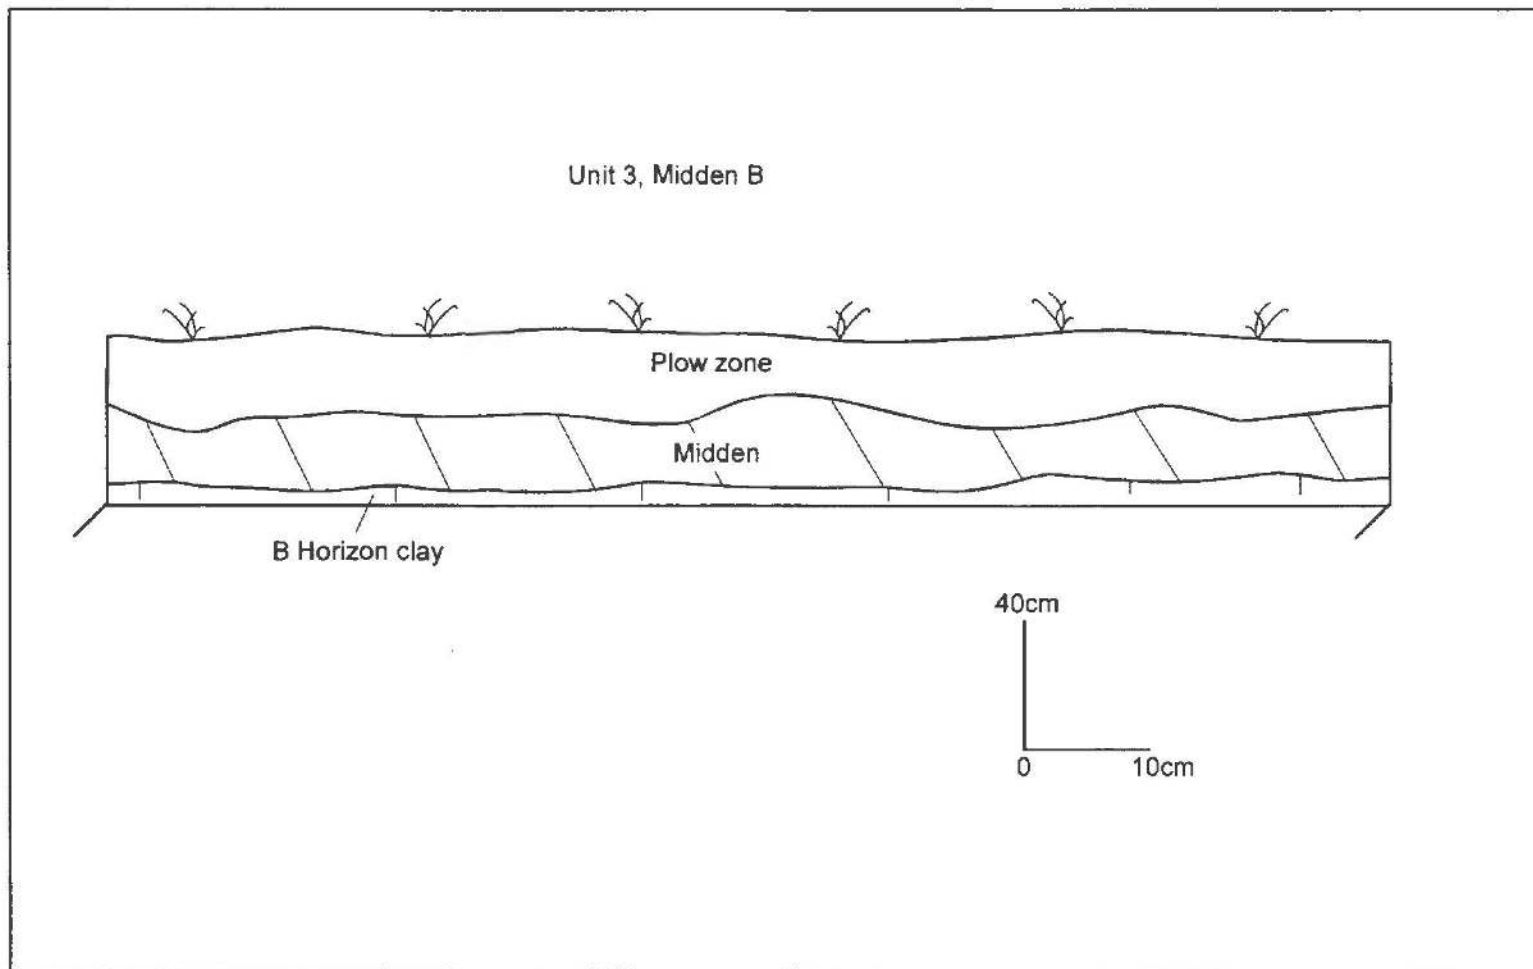 Unit 3, Midden B
Plow zone
Midden
B Horizon clay
40cm
0
10cm